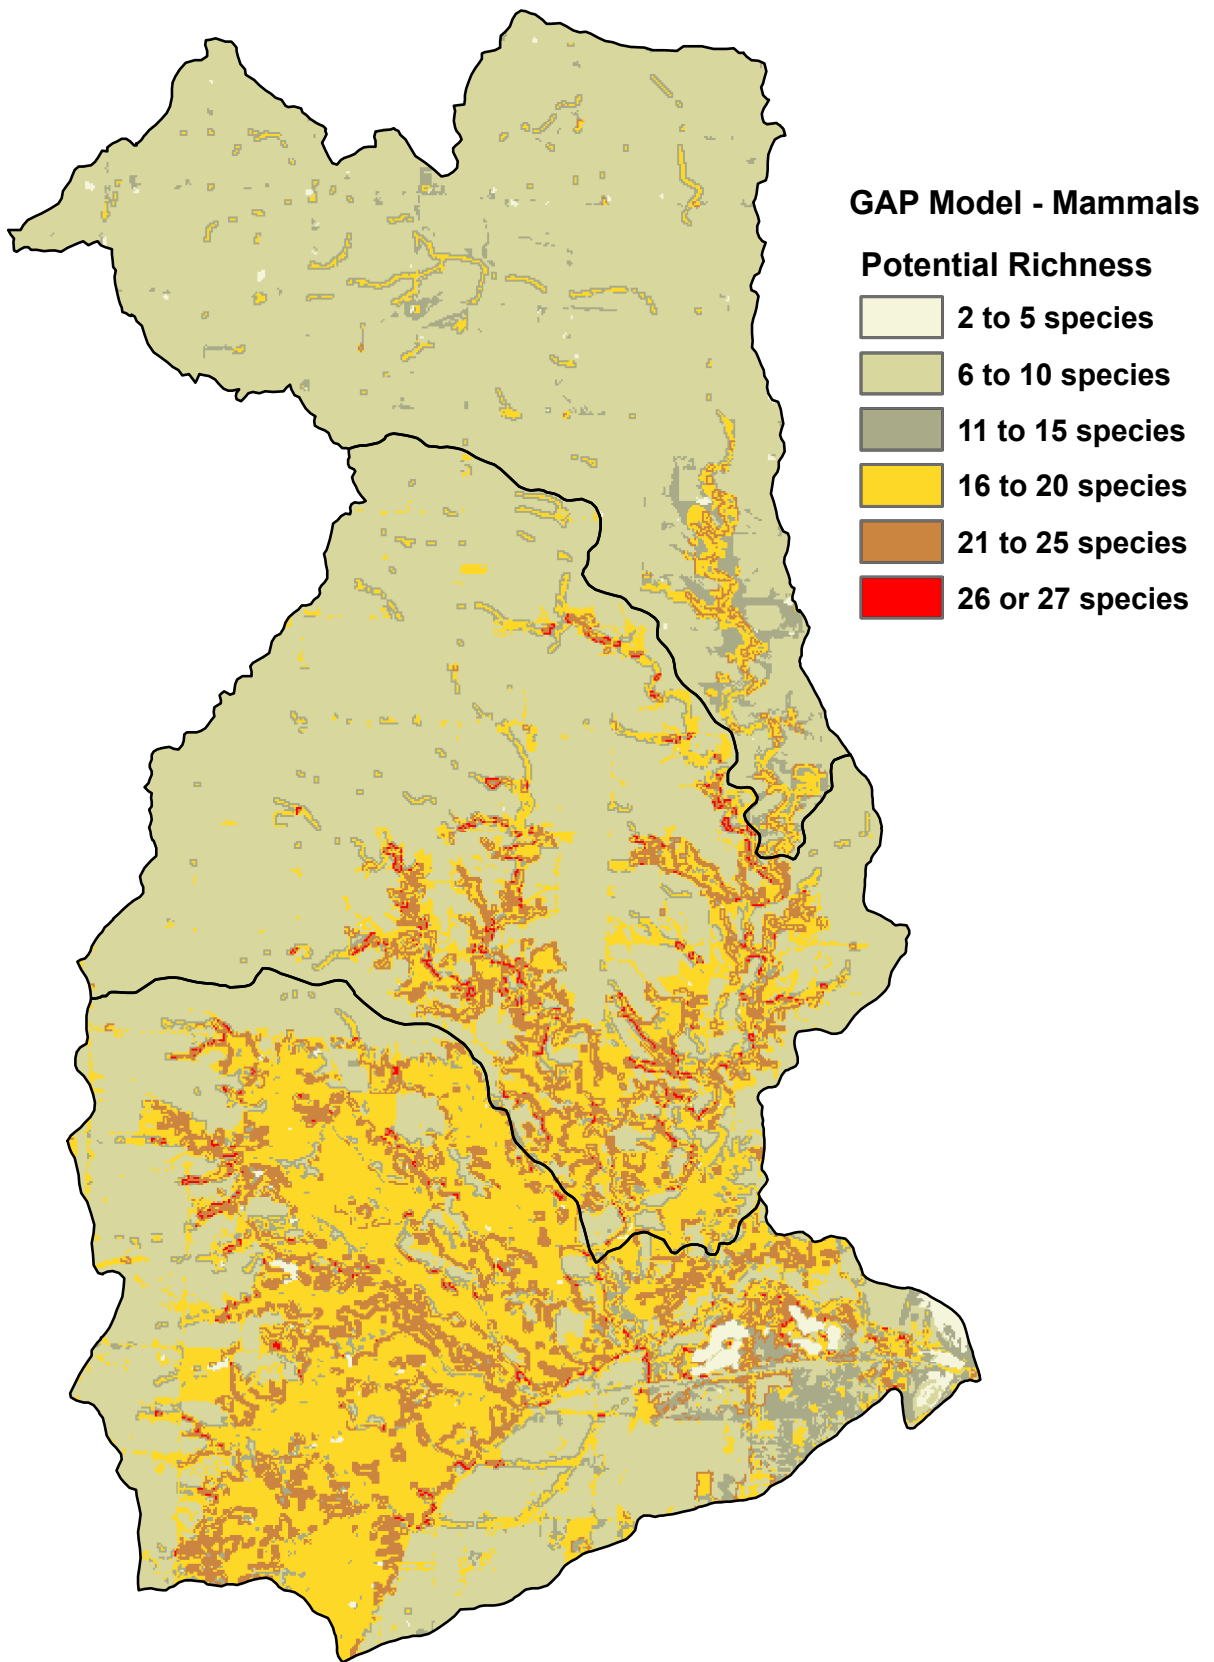 GAP Model - Mammals
Potential Richness
2 to 5 species
6 to 10 species
11 to 15 species
16 to 20 species
21 to 25 species
26 or 27 species